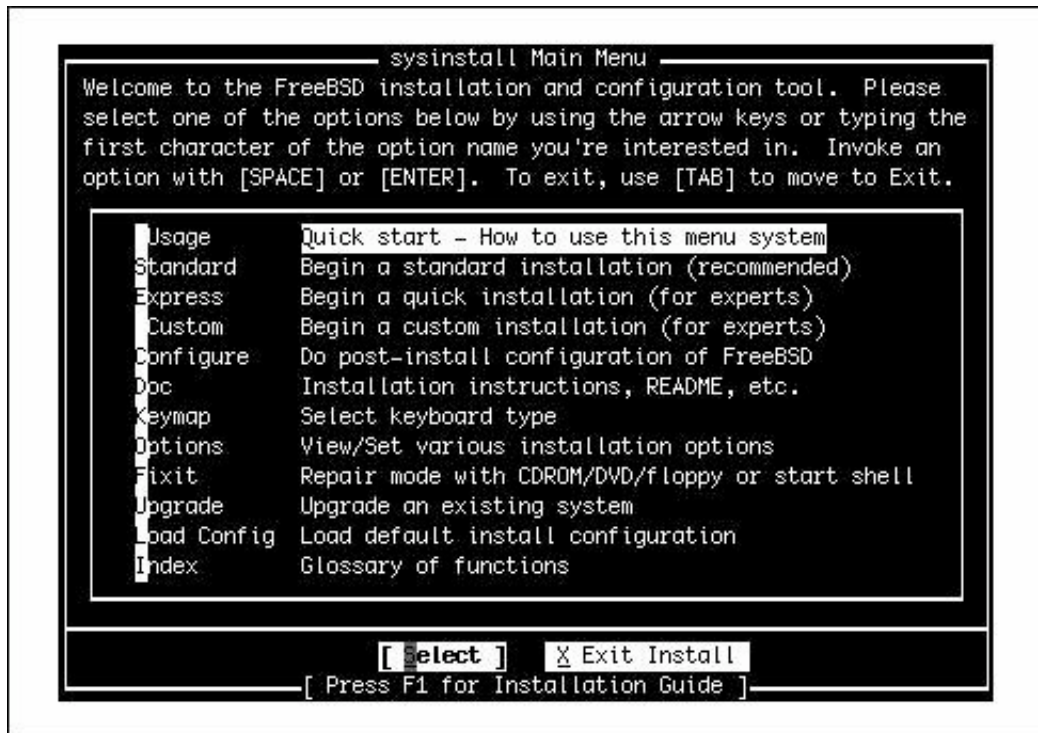 sysinstall Main Menu
Welcome to the FreeBSD installation and configuration tool.  Please
select one of the options below by using the arrow keys or typing the
first character of the option name you're interested in.  Invoke an
option with [SPACE] or [ENTER].  To exit, use [TAB] to move to Exit.
Usage Quick start - How to use this menu system
Standard Begin a standard installation (recommended)
Express Begin a quick installation (for experts)
Custom Begin a custom installation (for experts)
Configure Do post-install configuration of FreeBSD
Doc Installation instructions, README, etc.
Keymap Select keyboard type
Options View/Set various installation options
Fixit Repair mode with CDROM/DVD/floppy or start shell
Upgrade Upgrade an existing system
Load Config Load default install configuration
Index Glossary of functions
[ Select ] X Exit Install
[ Press F1 for Installation Guide ]